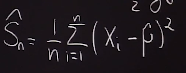 Ŝₙ = 1/n Σᵢ₌₁ⁿ (Xᵢ - μ̂)²